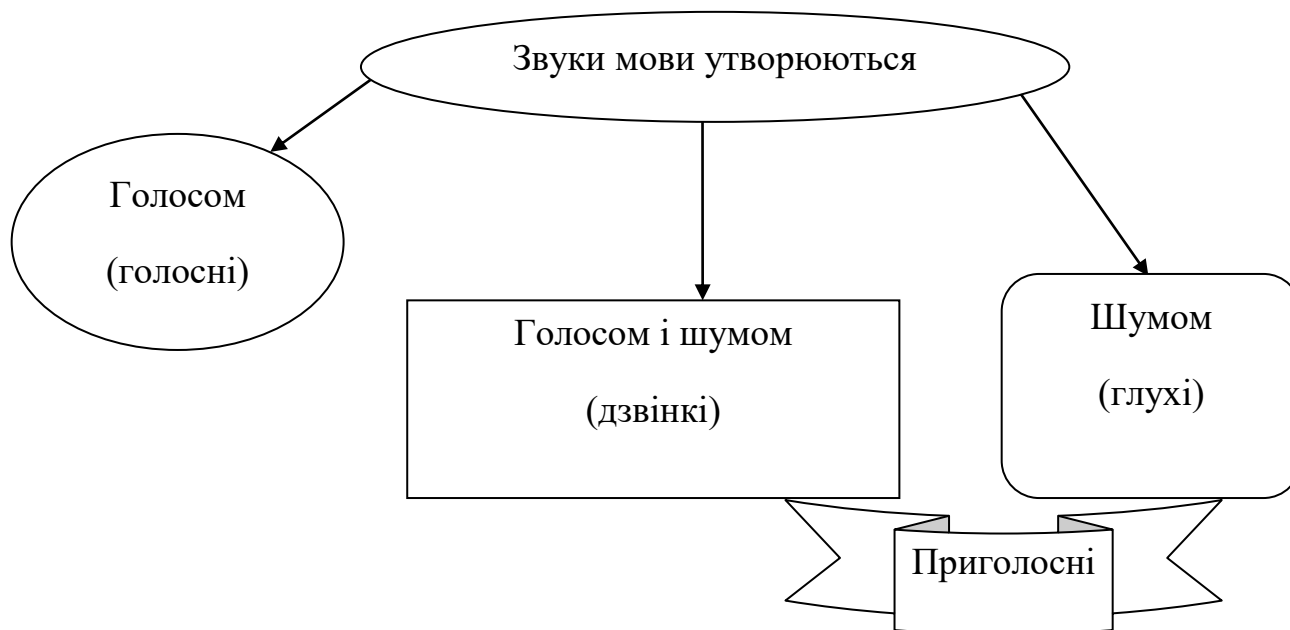 Звуки мови утворюються
Голосом
(голосні)
Голосом і шумом
(дзвінкі)
Шумом
(глухі)
Приголосні